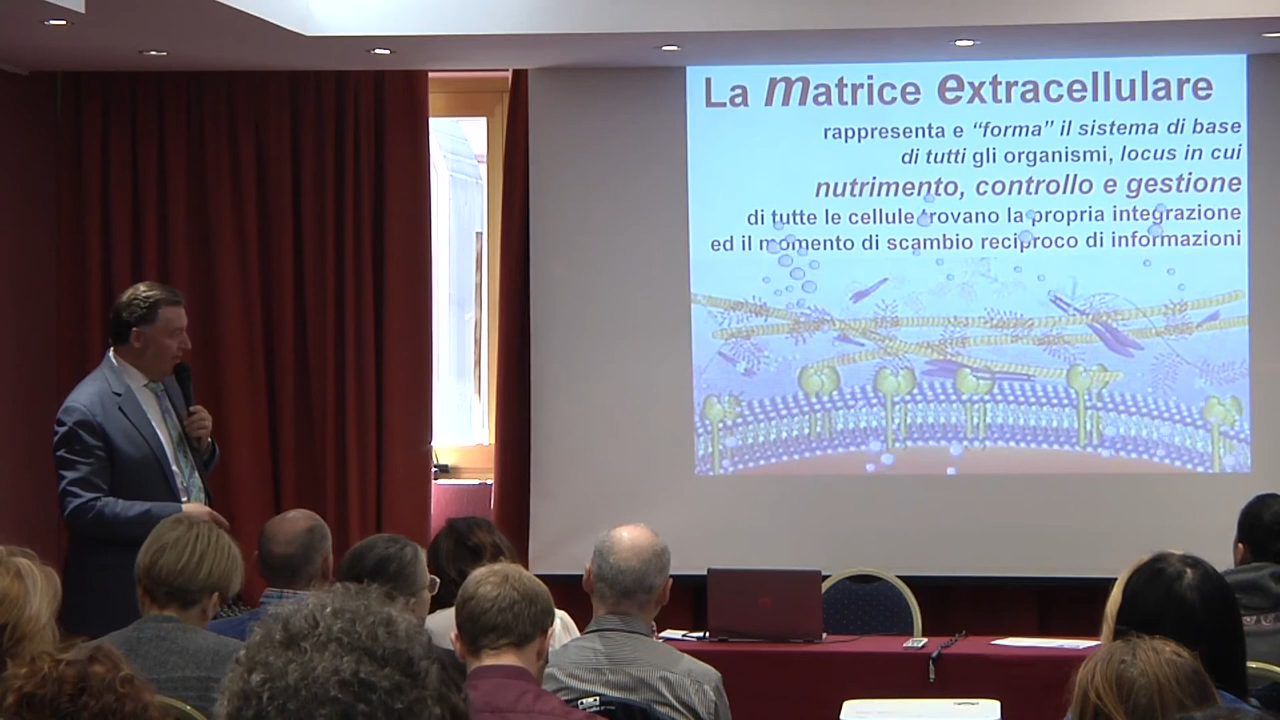 La matrice extracellulare
rappresenta e “forma” il sistema di base
di tutti gli organismi, locus in cui
nutrimento, controllo e gestione
di tutte le cellule trovano la propria integrazione
ed il momento di scambio reciproco di informazioni